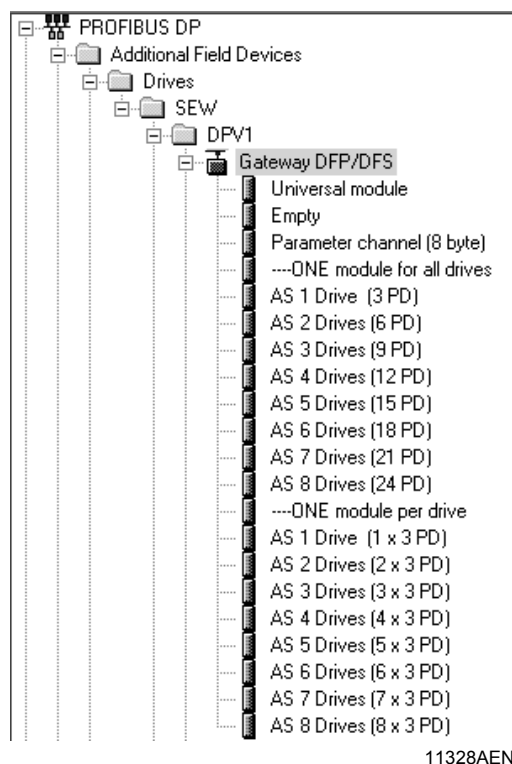 PROFIBUS DP
Additional Field Devices
Drives
SEW
DPV1
Gateway DFP/DFS
Universal module
Empty
Parameter channel (8 byte)
----ONE module for all drives
AS 1 Drive (3 PD)
AS 2 Drives (6 PD)
AS 3 Drives (9 PD)
AS 4 Drives (12 PD)
AS 5 Drives (15 PD)
AS 6 Drives (18 PD)
AS 7 Drives (21 PD)
AS 8 Drives (24 PD)
----ONE module per drive
AS 1 Drive (1 x 3 PD)
AS 2 Drives (2 x 3 PD)
AS 3 Drives (3 x 3 PD)
AS 4 Drives (4 x 3 PD)
AS 5 Drives (5 x 3 PD)
AS 6 Drives (6 x 3 PD)
AS 7 Drives (7 x 3 PD)
AS 8 Drives (8 x 3 PD)
11328AEN